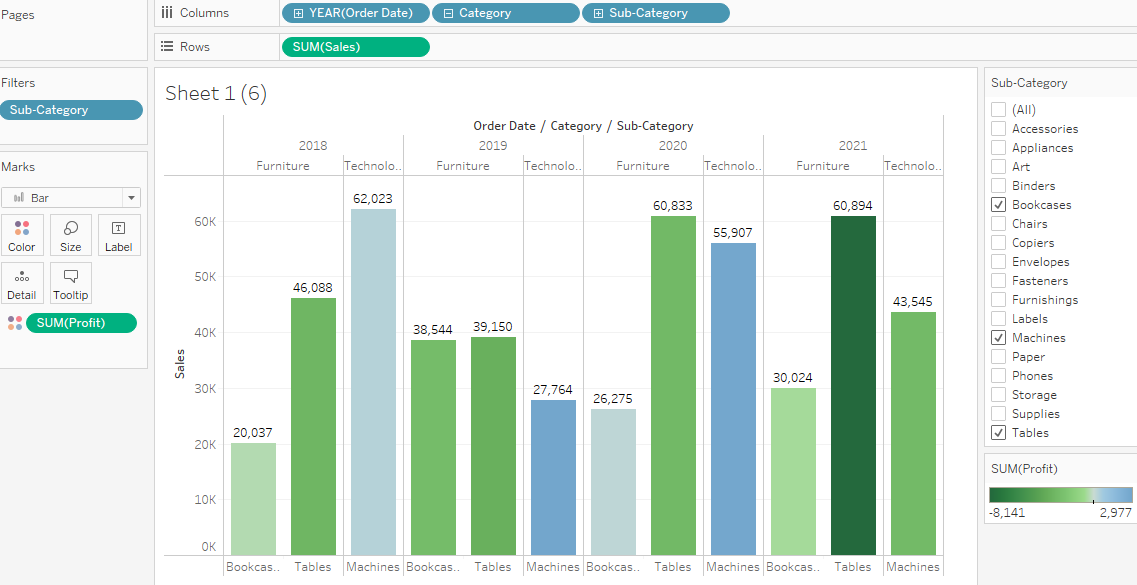 Pages
Columns
YEAR(Order Date)
Category
Sub-Category
Rows
SUM(Sales)
Filters
Sub-Category
Marks
Bar
Color
Size
Label
Detail
Tooltip
SUM(Profit)
Sheet 1 (6)
Order Date / Category / Sub-Category
2018 2019 2020 2021
Furniture Technolo.. Furniture Technolo.. Furniture Technolo.. Furniture Technolo..
Sales
60K
50K
40K
30K
20K
10K
0K
20,037 46,088 62,023 38,544 39,150 27,764 26,275 60,833 55,907 30,024 60,894 43,545
Bookcas.. Tables Machines Bookcas.. Tables Machines Bookcas.. Tables Machines Bookcas.. Tables Machines
Sub-Category
(All)
Accessories
Appliances
Art
Binders
Bookcases
Chairs
Copiers
Envelopes
Fasteners
Furnishings
Labels
Machines
Paper
Phones
Storage
Supplies
Tables
SUM(Profit)
-8,141 2,977